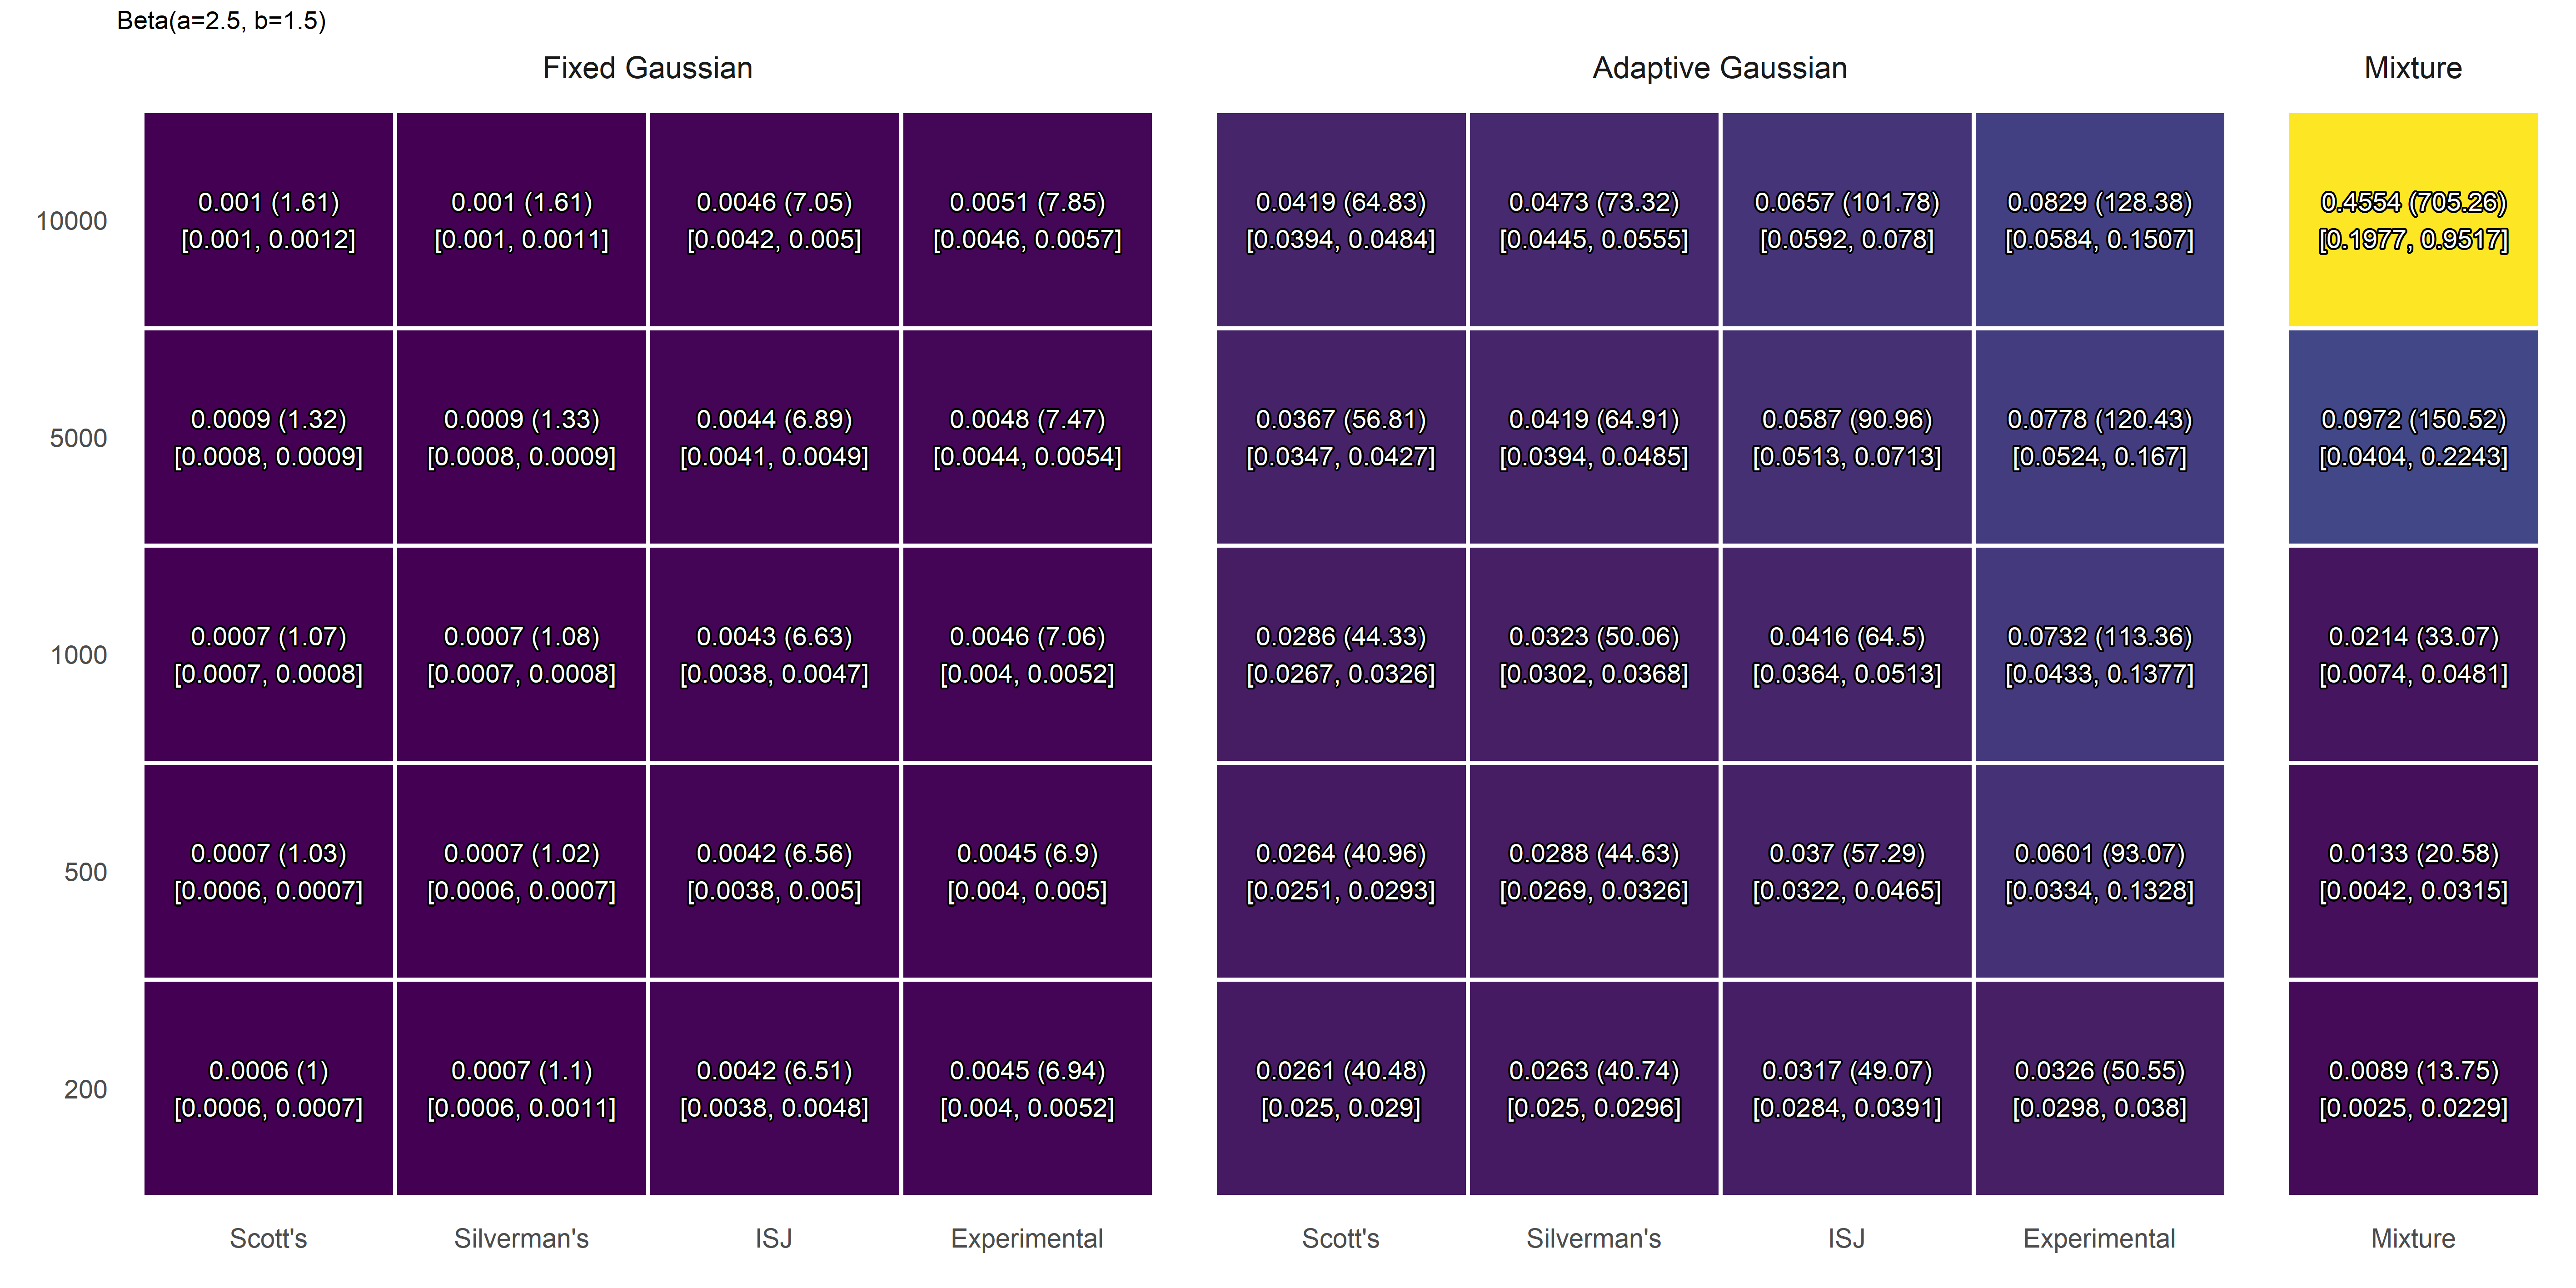 Beta(a=2.5, b=1.5)
Fixed Gaussian Adaptive Gaussian Mixture
0.001 (1.61) 0.001 (1.61) 0.0046 (7.05) 0.0051 (7.85) 0.0419 (64.83) 0.0473 (73.32) 0.0657 (101.78) 0.0829 (128.38) 0.4554 (705.26)
10000
[0.001, 0.0012] [0.001, 0.0011] [0.0042, 0.005] [0.0046, 0.0057] [0.0394, 0.0484] [0.0445, 0.0555] [0.0592, 0.078] [0.0584, 0.1507] [0.1977, 0.9517]
0.0009 (1.32) 0.0009 (1.33) 0.0044 (6.89) 0.0048 (7.47) 0.0367 (56.81) 0.0419 (64.91) 0.0587 (90.96) 0.0778 (120.43) 0.0972 (150.52)
5000
[0.0008, 0.0009] [0.0008, 0.0009] [0.0041, 0.0049] [0.0044, 0.0054] [0.0347, 0.0427] [0.0394, 0.0485] [0.0513, 0.0713] [0.0524, 0.167] [0.0404, 0.2243]
0.0007 (1.07) 0.0007 (1.08) 0.0043 (6.63) 0.0046 (7.06) 0.0286 (44.33) 0.0323 (50.06) 0.0416 (64.5) 0.0732 (113.36) 0.0214 (33.07)
1000
[0.0007, 0.0008] [0.0007, 0.0008] [0.0038, 0.0047] [0.004, 0.0052] [0.0267, 0.0326] [0.0302, 0.0368] [0.0364, 0.0513] [0.0433, 0.1377] [0.0074, 0.0481]
0.0007 (1.03) 0.0007 (1.02) 0.0042 (6.56) 0.0045 (6.9) 0.0264 (40.96) 0.0288 (44.63) 0.037 (57.29) 0.0601 (93.07) 0.0133 (20.58)
500
[0.0006, 0.0007] [0.0006, 0.0007] [0.0038, 0.005] [0.004, 0.005] [0.0251, 0.0293] [0.0269, 0.0326] [0.0322, 0.0465] [0.0334, 0.1328] [0.0042, 0.0315]
0.0006 (1) 0.0007 (1.1) 0.0042 (6.51) 0.0045 (6.94) 0.0261 (40.48) 0.0263 (40.74) 0.0317 (49.07) 0.0326 (50.55) 0.0089 (13.75)
200
[0.0006, 0.0007] [0.0006, 0.0011] [0.0038, 0.0048] [0.004, 0.0052] [0.025, 0.029] [0.025, 0.0296] [0.0284, 0.0391] [0.0298, 0.038] [0.0025, 0.0229]
Scott's Silverman's ISJ Experimental Scott's Silverman's ISJ Experimental Mixture